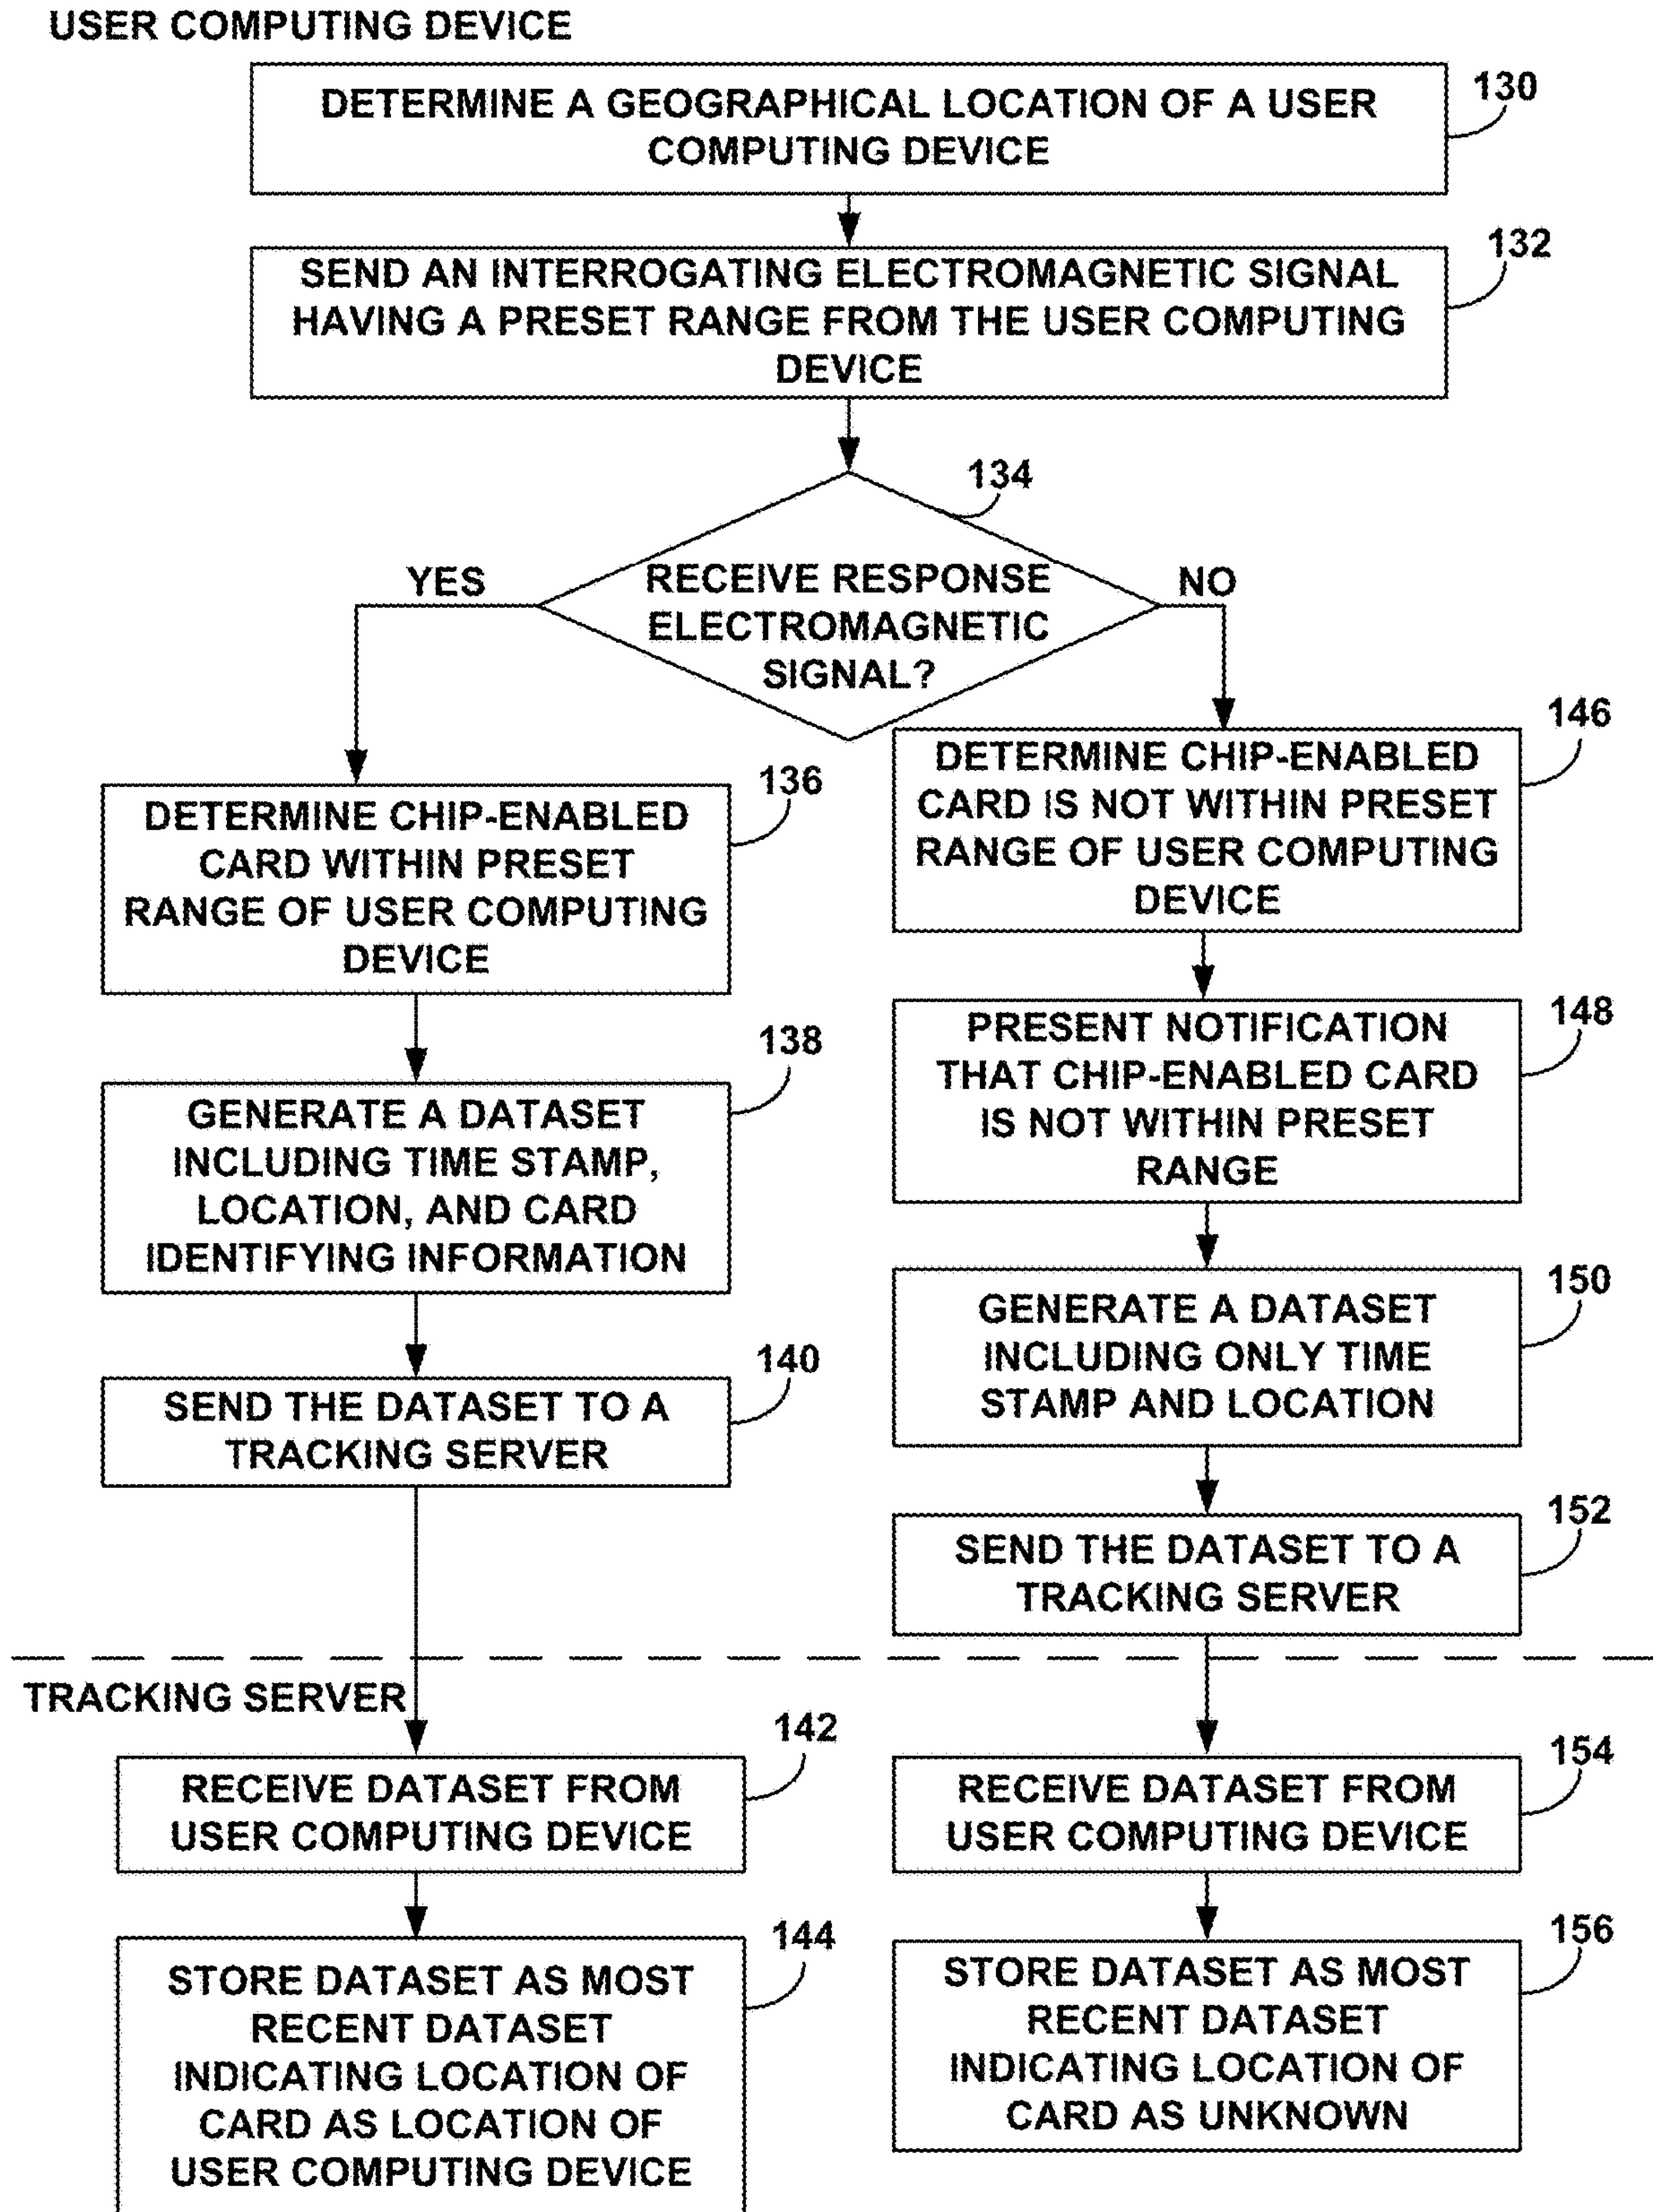 USER COMPUTING DEVICE
130
DETERMINE A GEOGRAPHICAL LOCATION OF A USER
COMPUTING DEVICE
132
SEND AN INTERROGATING ELECTROMAGNETIC SIGNAL
HAVING A PRESET RANGE FROM THE USER COMPUTING
DEVICE
134
YES
RECEIVE RESPONSE
ELECTROMAGNETIC
SIGNAL?
NO
136
DETERMINE CHIP-ENABLED
CARD WITHIN PRESET
RANGE OF USER COMPUTING
DEVICE
138
GENERATE A DATASET
INCLUDING TIME STAMP,
LOCATION, AND CARD
IDENTIFYING INFORMATION
140
SEND THE DATASET TO A
TRACKING SERVER
146
DETERMINE CHIP-ENABLED
CARD IS NOT WITHIN PRESET
RANGE OF USER COMPUTING
DEVICE
148
PRESENT NOTIFICATION
THAT CHIP-ENABLED CARD
IS NOT WITHIN PRESET
RANGE
150
GENERATE A DATASET
INCLUDING ONLY TIME
STAMP AND LOCATION
152
SEND THE DATASET TO A
TRACKING SERVER
TRACKING SERVER
142
RECEIVE DATASET FROM
USER COMPUTING DEVICE
144
STORE DATASET AS MOST
RECENT DATASET
INDICATING LOCATION OF
CARD AS LOCATION OF
USER COMPUTING DEVICE
154
RECEIVE DATASET FROM
USER COMPUTING DEVICE
156
STORE DATASET AS MOST
RECENT DATASET
INDICATING LOCATION OF
CARD AS UNKNOWN